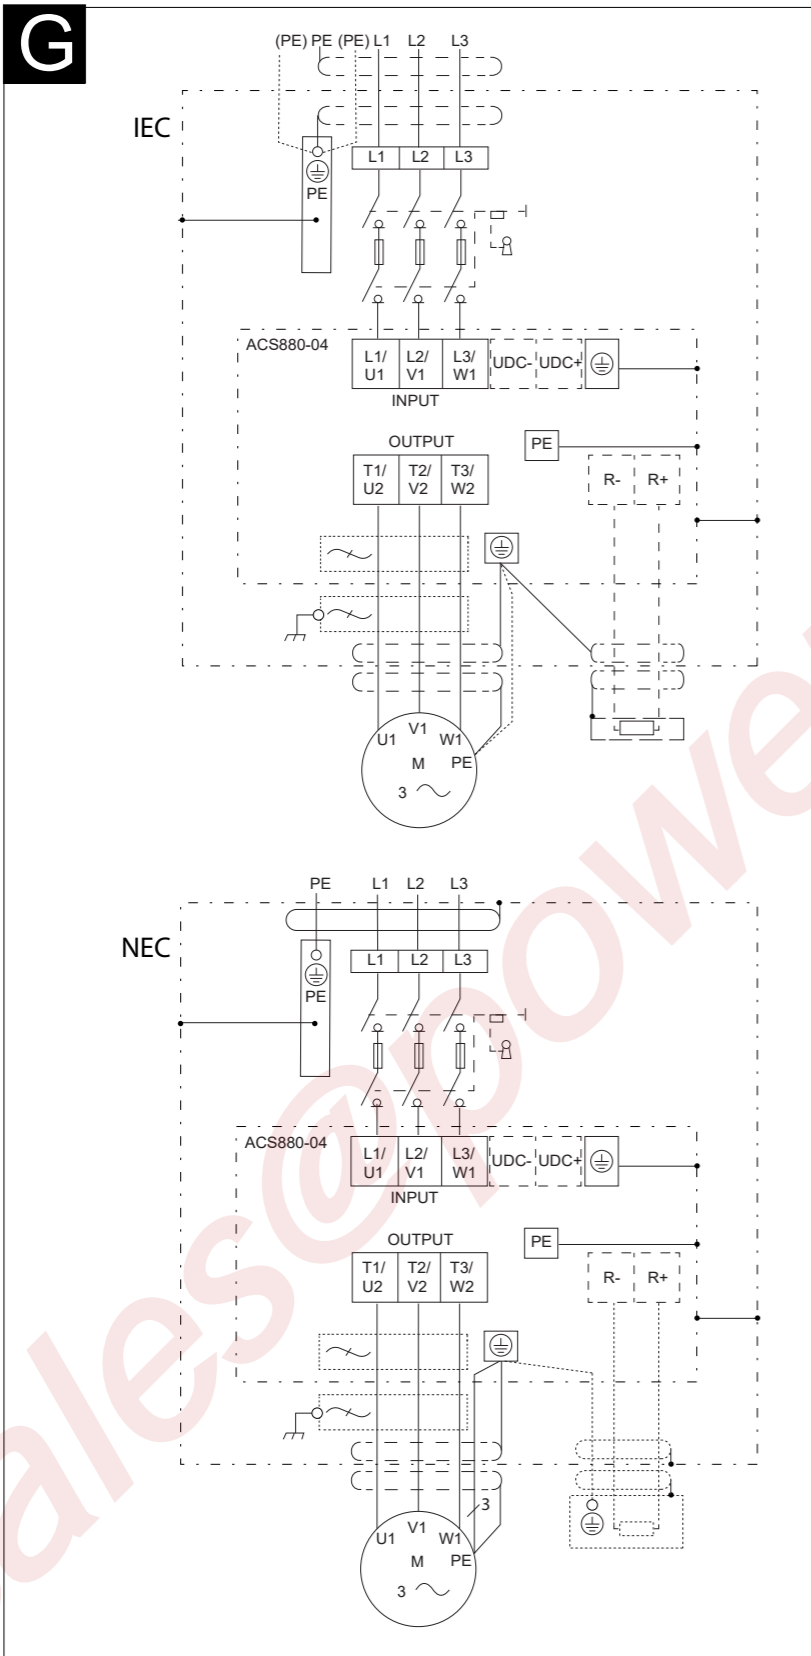 G
(PE) PE (PE) L1 L2 L3
IEC
L1 L2 L3
PE
ACS880-04
L1/ U1 L2/ V1 L3/ W1 UDC- UDC+
INPUT
OUTPUT
PE
T1/ U2 T2/ V2 T3/ W2
R- R+
U1 V1 W1
M PE
3
PE L1 L2 L3
NEC
L1 L2 L3
PE
ACS880-04
L1/ U1 L2/ V1 L3/ W1 UDC- UDC+
INPUT
OUTPUT
PE
T1/ U2 T2/ V2 T3/ W2
R- R+
3
U1 V1 W1
M PE
3
ales@powe